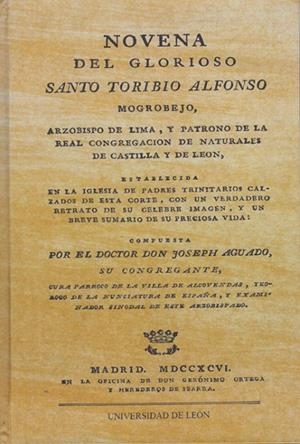 NOVENA
DEL GLORIOSO
SANTO TORIBIO ALFONSO
MOGROBEJO,
ARZOBISPO DE LIMA, Y PATRONO DE LA
REAL CONGREGACION DE NATURALES
DE CASTILLA Y DE LEON,
ESTABLECIDA
EN LA IGLESIA DE PADRES TRINITARIOS CAL-
ZADOS DE ESTA CORTE, CON UN VERDADERO
RETRATO DE SU CELEBRE IMAGEN, Y UN
BREVE SUMARIO DE SU PRECIOSA VIDA:
COMPUESTA
POR EL DOCTOR DON JOSEPH AGUADO,
SU CONGREGANTE,
CURA PARROCO DE LA VILLA DE ALCOVENDAS, TEO-
LOGO DE LA NUNCIATURA DE ESPAÑA, Y EXAMI-
NADOR SINODAL DE ESTE ARZOBISPADO.
MADRID. MDCCXCVI.
EN LA OFICINA DE DON GERÓNIMO ORTEGA
Y HEREDEROS DE IBARRA.
UNIVERSIDAD DE LEÓN